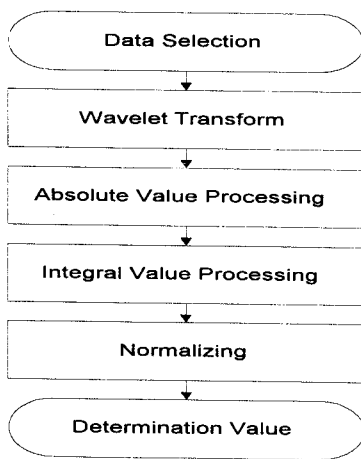 Data Selection
Wavelet Transform
Absolute Value Processing
Integral Value Processing
Normalizing
Determination Value